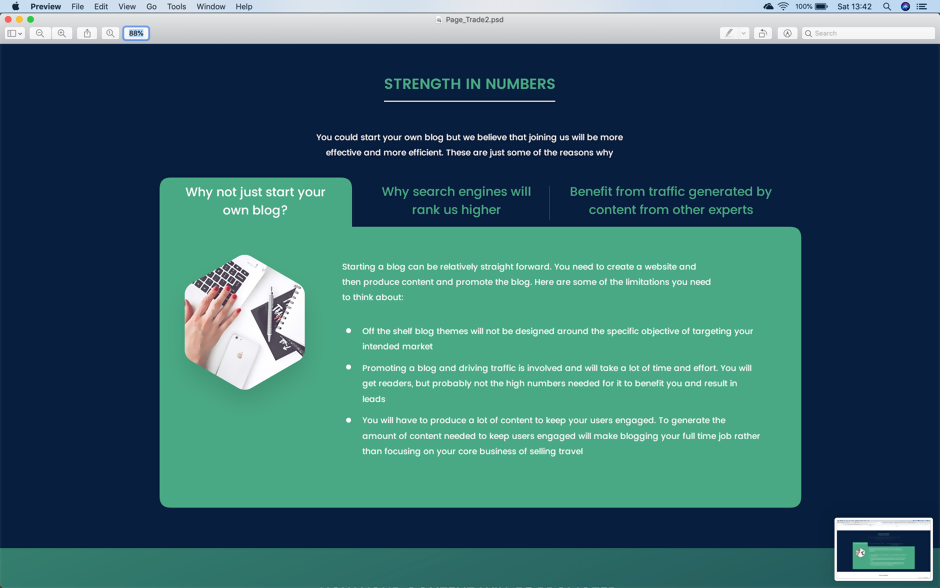 Preview File Edit View Go Tools Window Help
100% Sat 13:42
Page_Trade2.psd
88%
Search
STRENGTH IN NUMBERS
You could start your own blog but we believe that joining us will be more
effective and more efficient. These are just some of the reasons why
Why not just start your
own blog?
Why search engines will
rank us higher
Benefit from traffic generated by
content from other experts
Starting a blog can be relatively straight forward. You need to create a website and
then produce content and promote the blog. Here are some of the limitations you need
to think about:
Off the shelf blog themes will not be designed around the specific objective of targeting your
intended market
Promoting a blog and driving traffic is involved and will take a lot of time and effort. You will
get readers, but probably not the high numbers needed for it to benefit you and result in
leads
You will have to produce a lot of content to keep your users engaged. To generate the
amount of content needed to keep users engaged will make blogging your full time job rather
than focusing on your core business of selling travel